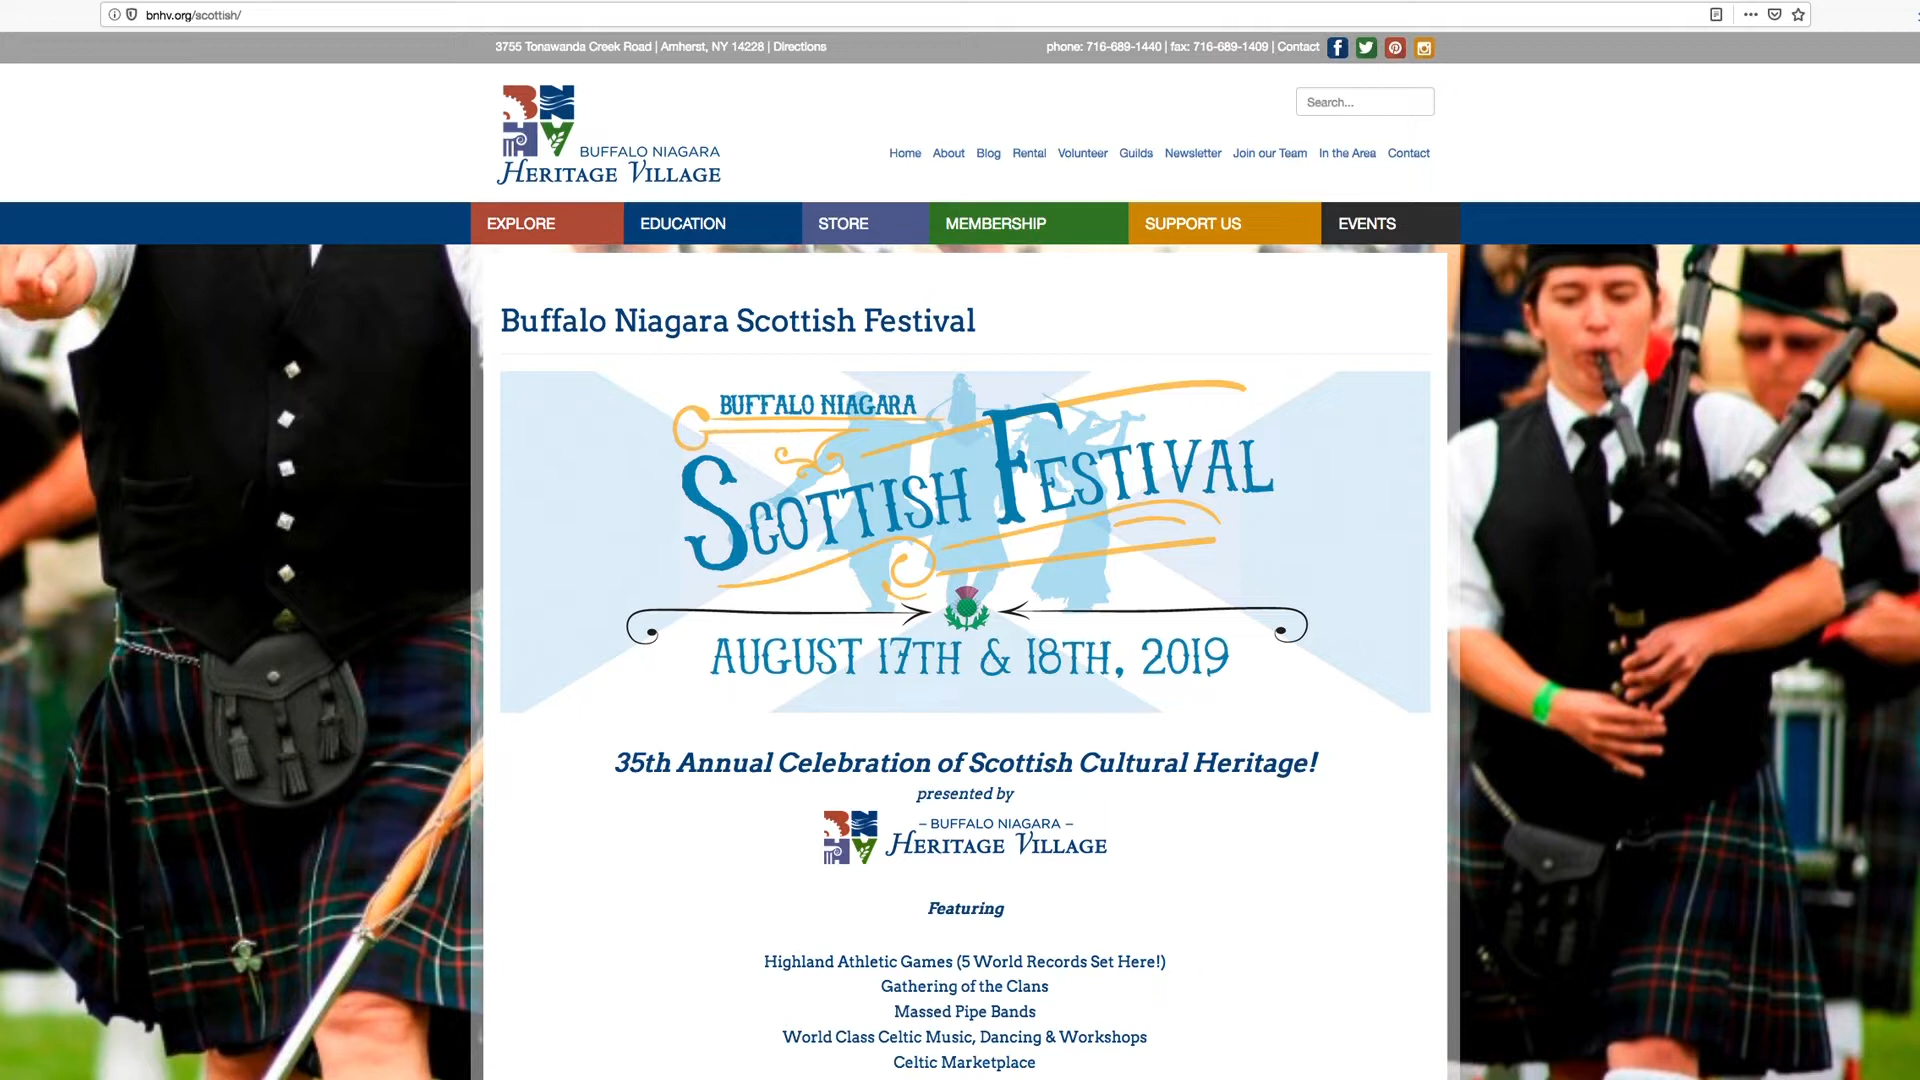 bnhv.org/scottish/
3755 Tonawanda Creek Road | Amherst, NY 14228 | Directions
phone: 716-689-1440 | fax: 716-689-1409 | Contact
Search...
BNHV
BUFFALO NIAGARA
HERITAGE VILLAGE
Home About Blog Rental Volunteer Guilds Newsletter Join our Team In the Area Contact
EXPLORE EDUCATION STORE MEMBERSHIP SUPPORT US EVENTS
Buffalo Niagara Scottish Festival
BUFFALO NIAGARA
SCOTTISH FESTIVAL
AUGUST 17TH & 18TH, 2019
35th Annual Celebration of Scottish Cultural Heritage!
presented by
BNHV
– BUFFALO NIAGARA –
HERITAGE VILLAGE
Featuring
Highland Athletic Games (5 World Records Set Here!)
Gathering of the Clans
Massed Pipe Bands
World Class Celtic Music, Dancing & Workshops
Celtic Marketplace